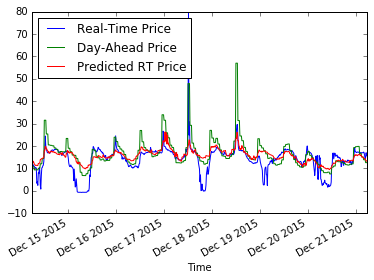 80
70
60
50
40
30
20
10
0
−10
Real-Time Price
Day-Ahead Price
Predicted RT Price
Dec 15 2015
Dec 16 2015
Dec 17 2015
Dec 18 2015
Dec 19 2015
Dec 20 2015
Dec 21 2015
Time